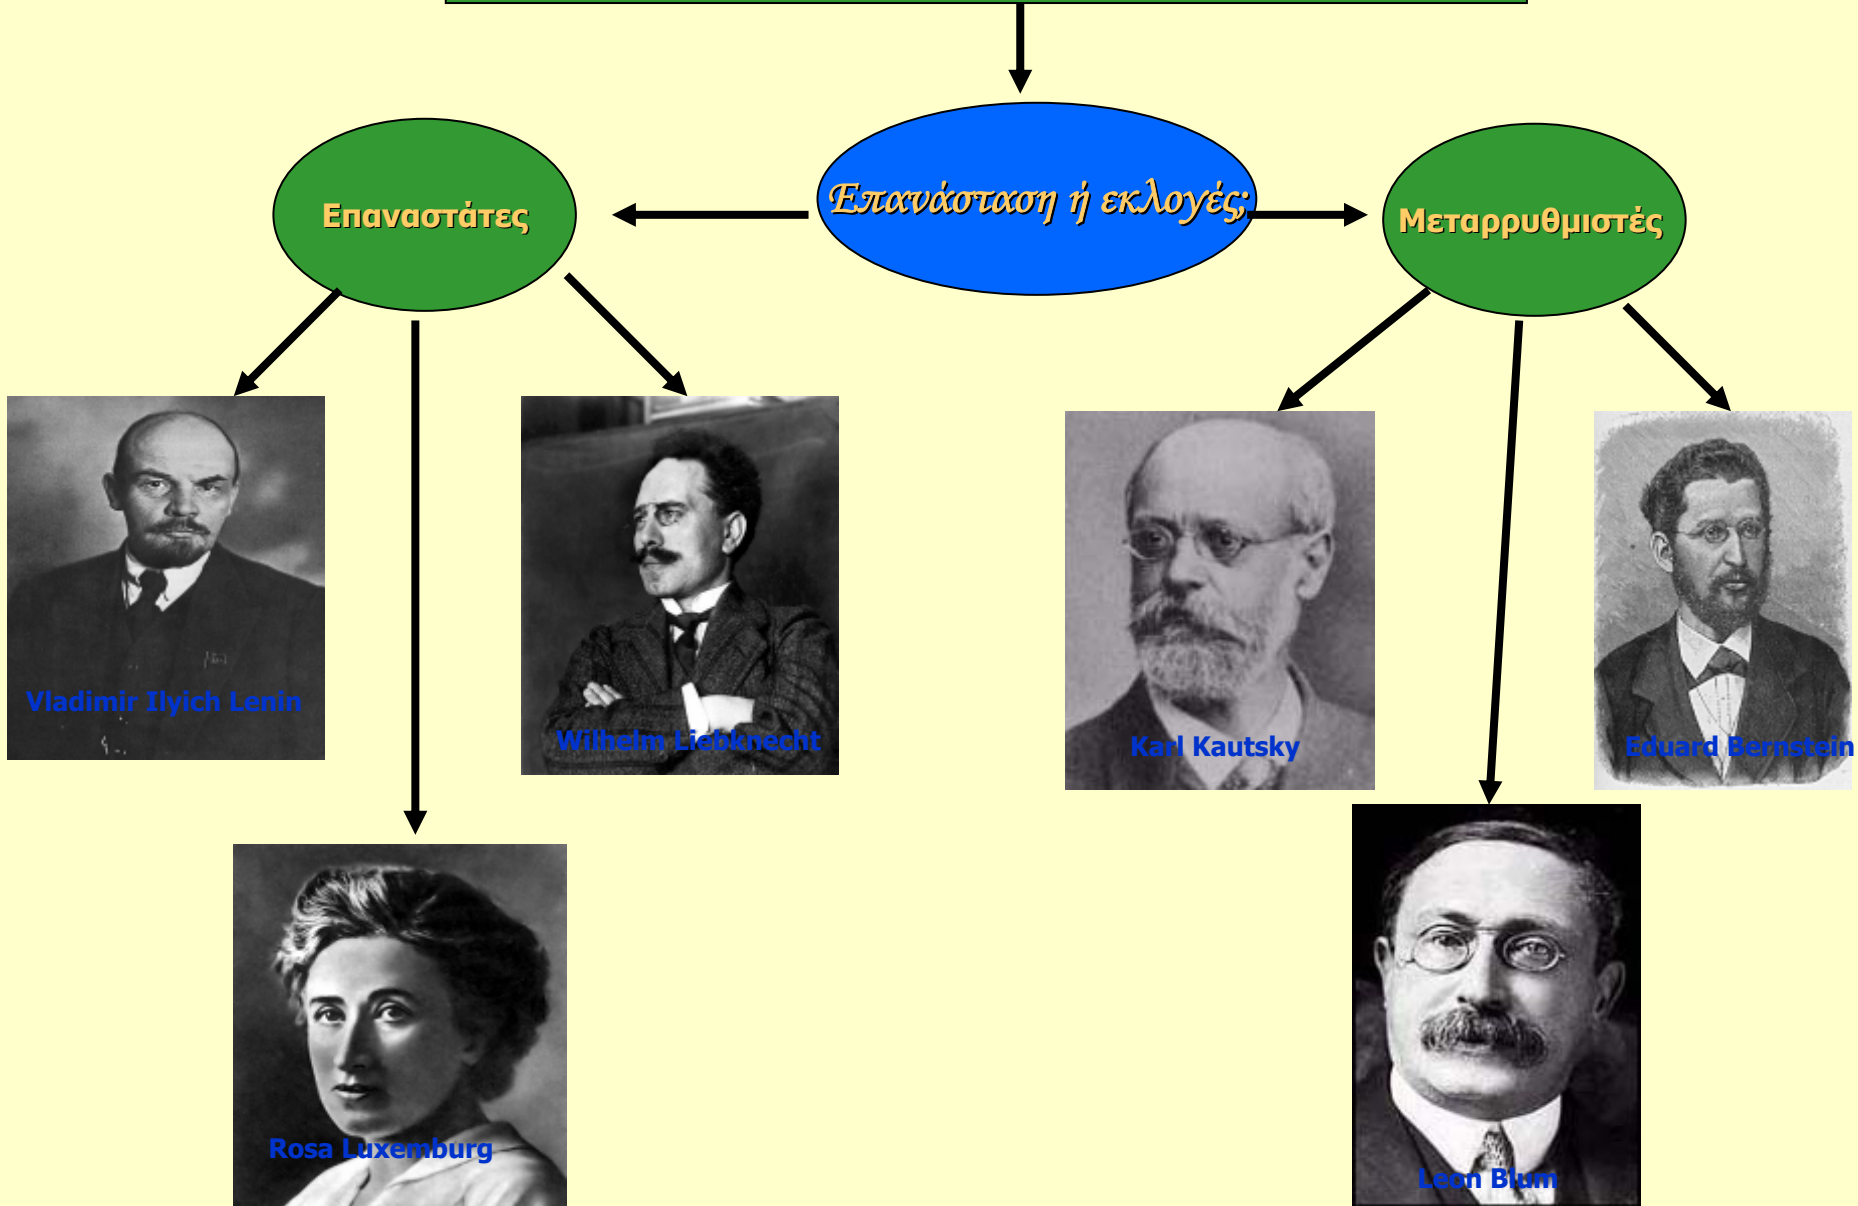 Επανάσταση ή εκλογές;
Επαναστάτες
Μεταρρυθμιστές
Vladimir Ilyich Lenin
Wilhelm Liebknecht
Karl Kautsky
Eduard Bernstein
Rosa Luxemburg
Leon Blum